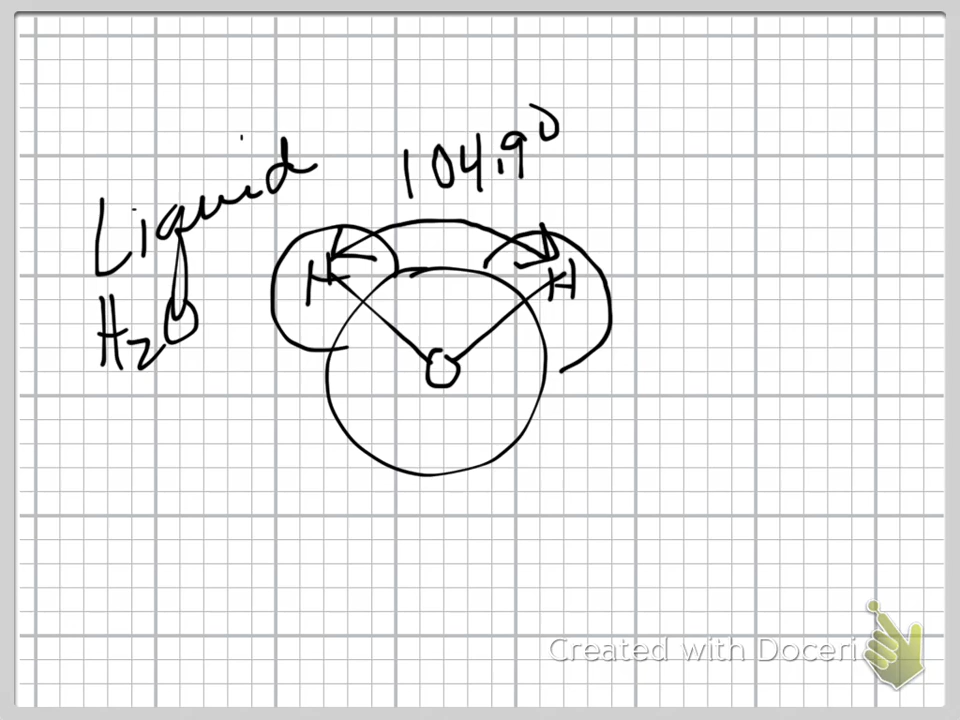 Liquid
H₂O
104.9°
H H
O
Created with Doceri